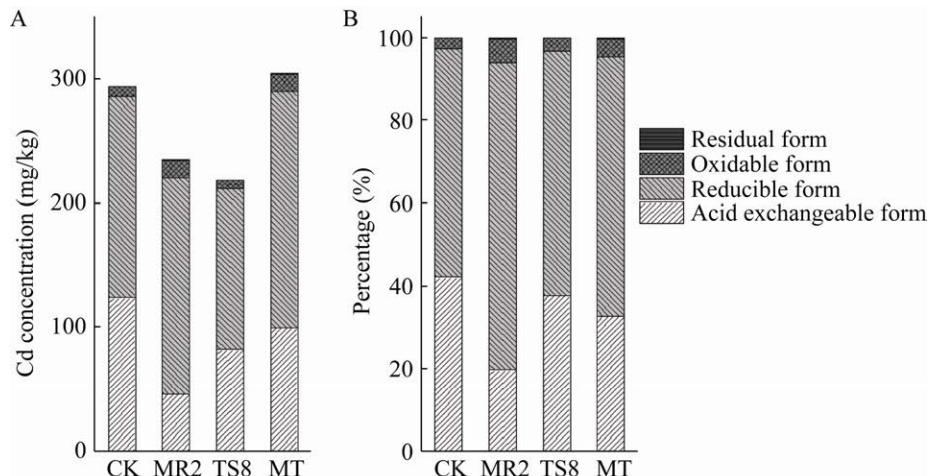 A
Cd concentration (mg/kg)
300
200
100
0
CK MR2 TS8 MT
B
Percentage (%)
100
80
60
40
20
0
CK MR2 TS8 MT
Residual form
Oxidable form
Reducible form
Acid exchangeable form